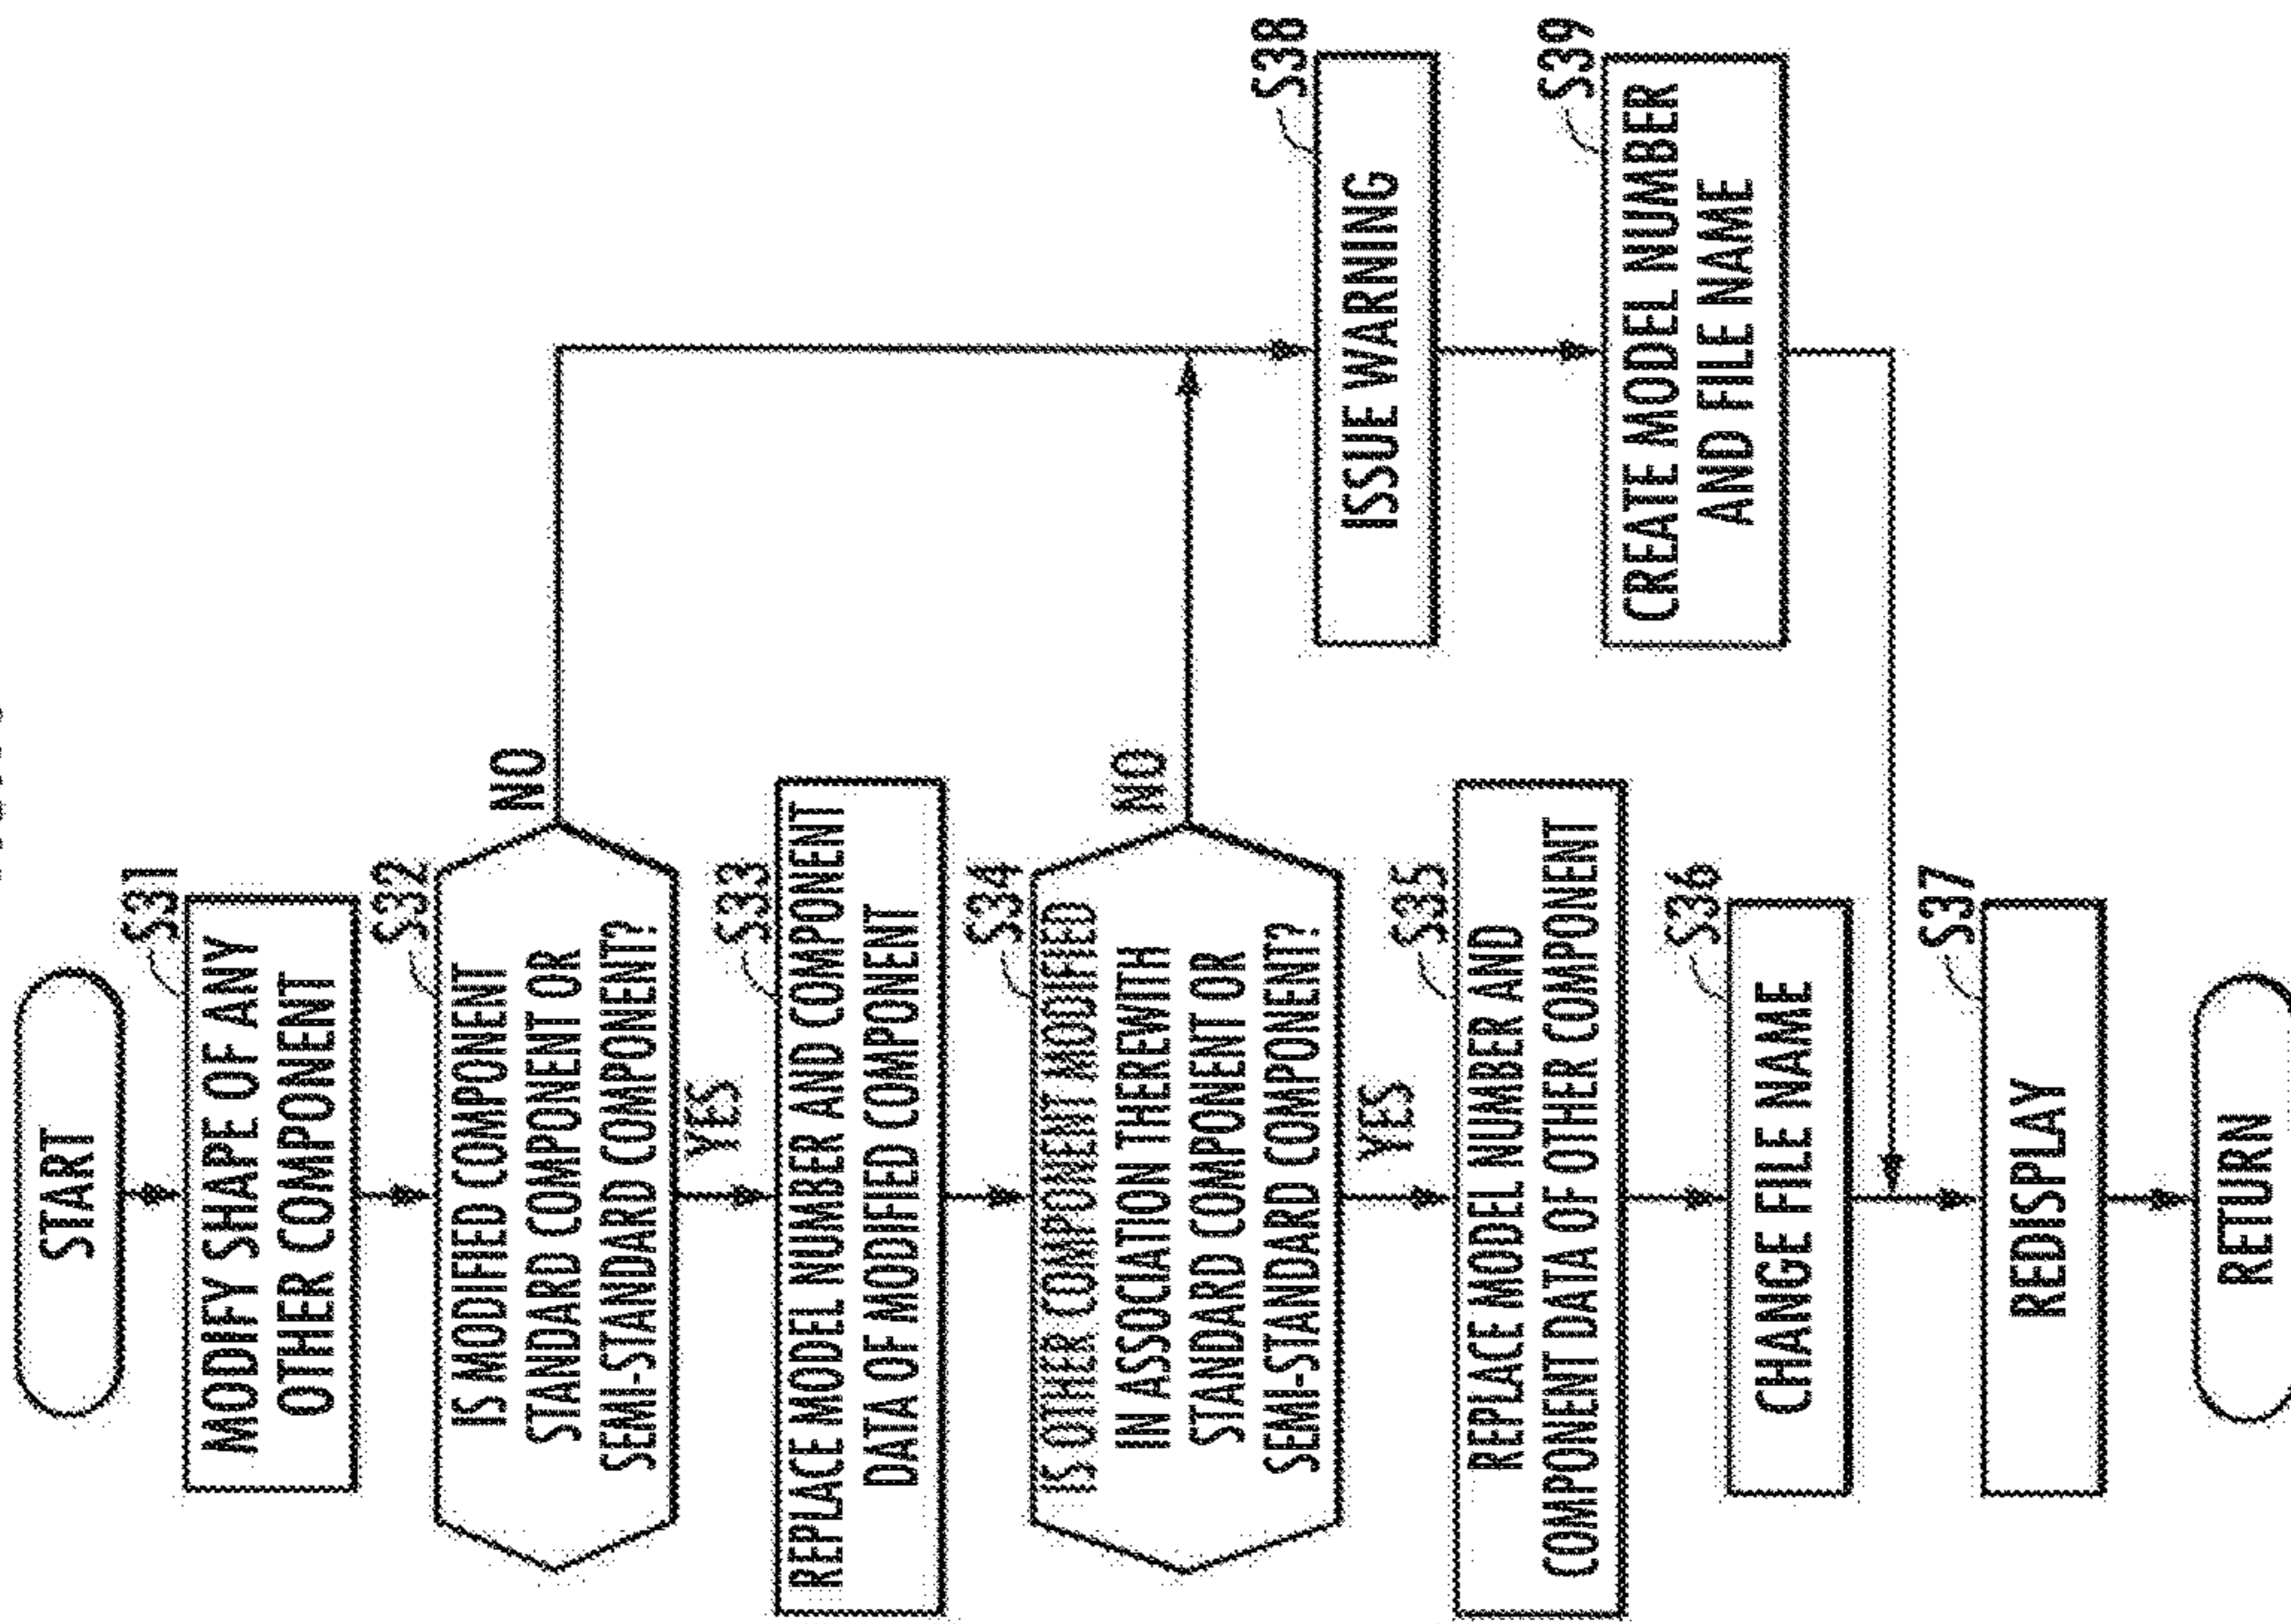 START
S31
MODIFY SHAPE OF ANY
OTHER COMPONENT
S32
IS MODIFIED COMPONENT
STANDARD COMPONENT OR
SEMI-STANDARD COMPONENT?
NO
YES
S33
REPLACE MODEL NUMBER AND COMPONENT
DATA OF MODIFIED COMPONENT
S34
IS OTHER COMPONENT MODIFIED
IN ASSOCIATION THEREWITH
STANDARD COMPONENT OR
SEMI-STANDARD COMPONENT?
NO
YES
S38
ISSUE WARNING
S35
REPLACE MODEL NUMBER AND
COMPONENT DATA OF OTHER COMPONENT
S39
CREATE MODEL NUMBER
AND FILE NAME
S36
CHANGE FILE NAME
S37
REDISPLAY
RETURN